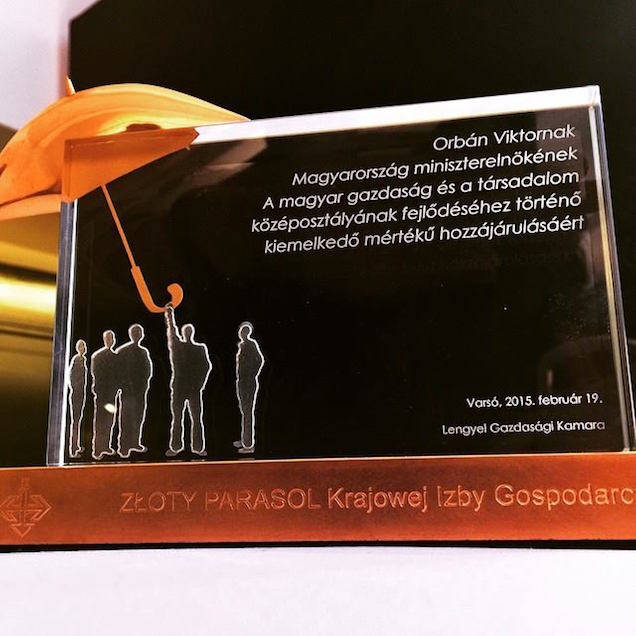 Orbán Viktornak
Magyarország miniszterelnökének
A magyar gazdaság és a társadalom
középosztályának fejlődéséhez történő
kiemelkedő mértékű hozzájárulásáért
Varsó, 2015. február 19.
Lengyel Gazdasági Kamara
ZŁOTY PARASOL Krajowej Izby Gospodarc